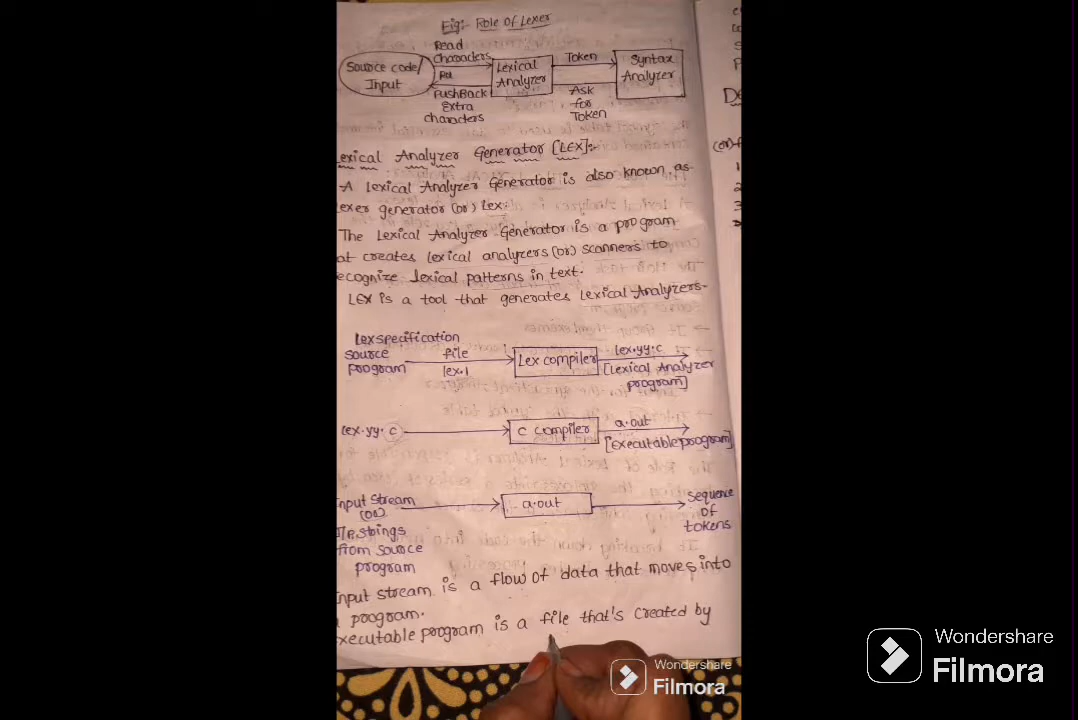 Fig:- Role Of Lexer
Read
Characters
Source code/
Input
Rd
PushBack
Extra
characters
Lexical
Analyzer
Token
Ask
for
Token
Syntax
Analyzer
Lexical Analyzer Generator [LEX]:-
A Lexical Analyzer Generator is also known as
exer generator (or) Lex.
The Lexical Analyzer Generator is a program
at creates lexical analyzers (or) scanners to
ecognize lexical patterns in text.
LEX is a tool that generates Lexical Analyzers.
Lex specification
source
program
file
lex.l
Lex compiler
lex.yy.c
[Lexical Analyzer
program]
lex.yy.c
c compiler
a.out
[executable program]
Input stream
(or)
I/P strings
from source
program
a.out
sequence
of
tokens
Input stream is a flow of data that moves into
program.
xecutable program is a file that's created by
Wondershare
Filmora
Wondershare
Filmora